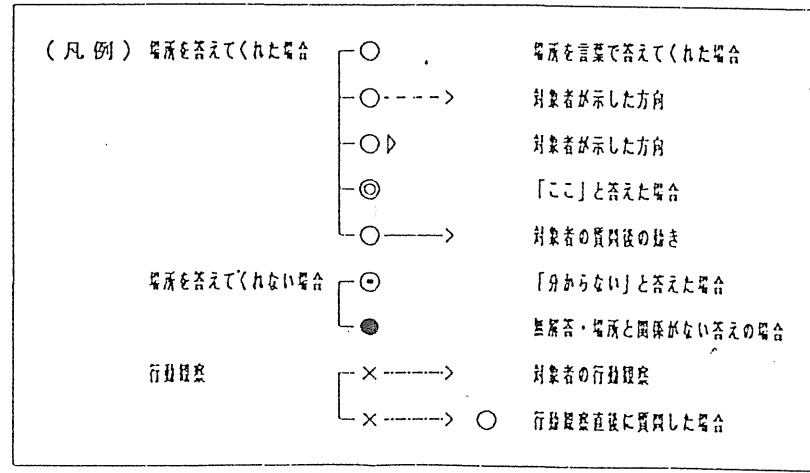 (凡例) 場所を答えてくれた場合 ○ 場所を言葉で答えてくれた場合
○----> 対象者が示した方向
○▷ 対象者が示した方向
◎ 「ここ」と答えた場合
○——> 対象者の質問後の動き
場所を答えてくれない場合 ⊙ 「分からない」と答えた場合
● 無解答・場所と関係がない答えの場合
行動観察 ×-----> 対象者の行動観察
×-----> ○ 行動観察直後に質問した場合